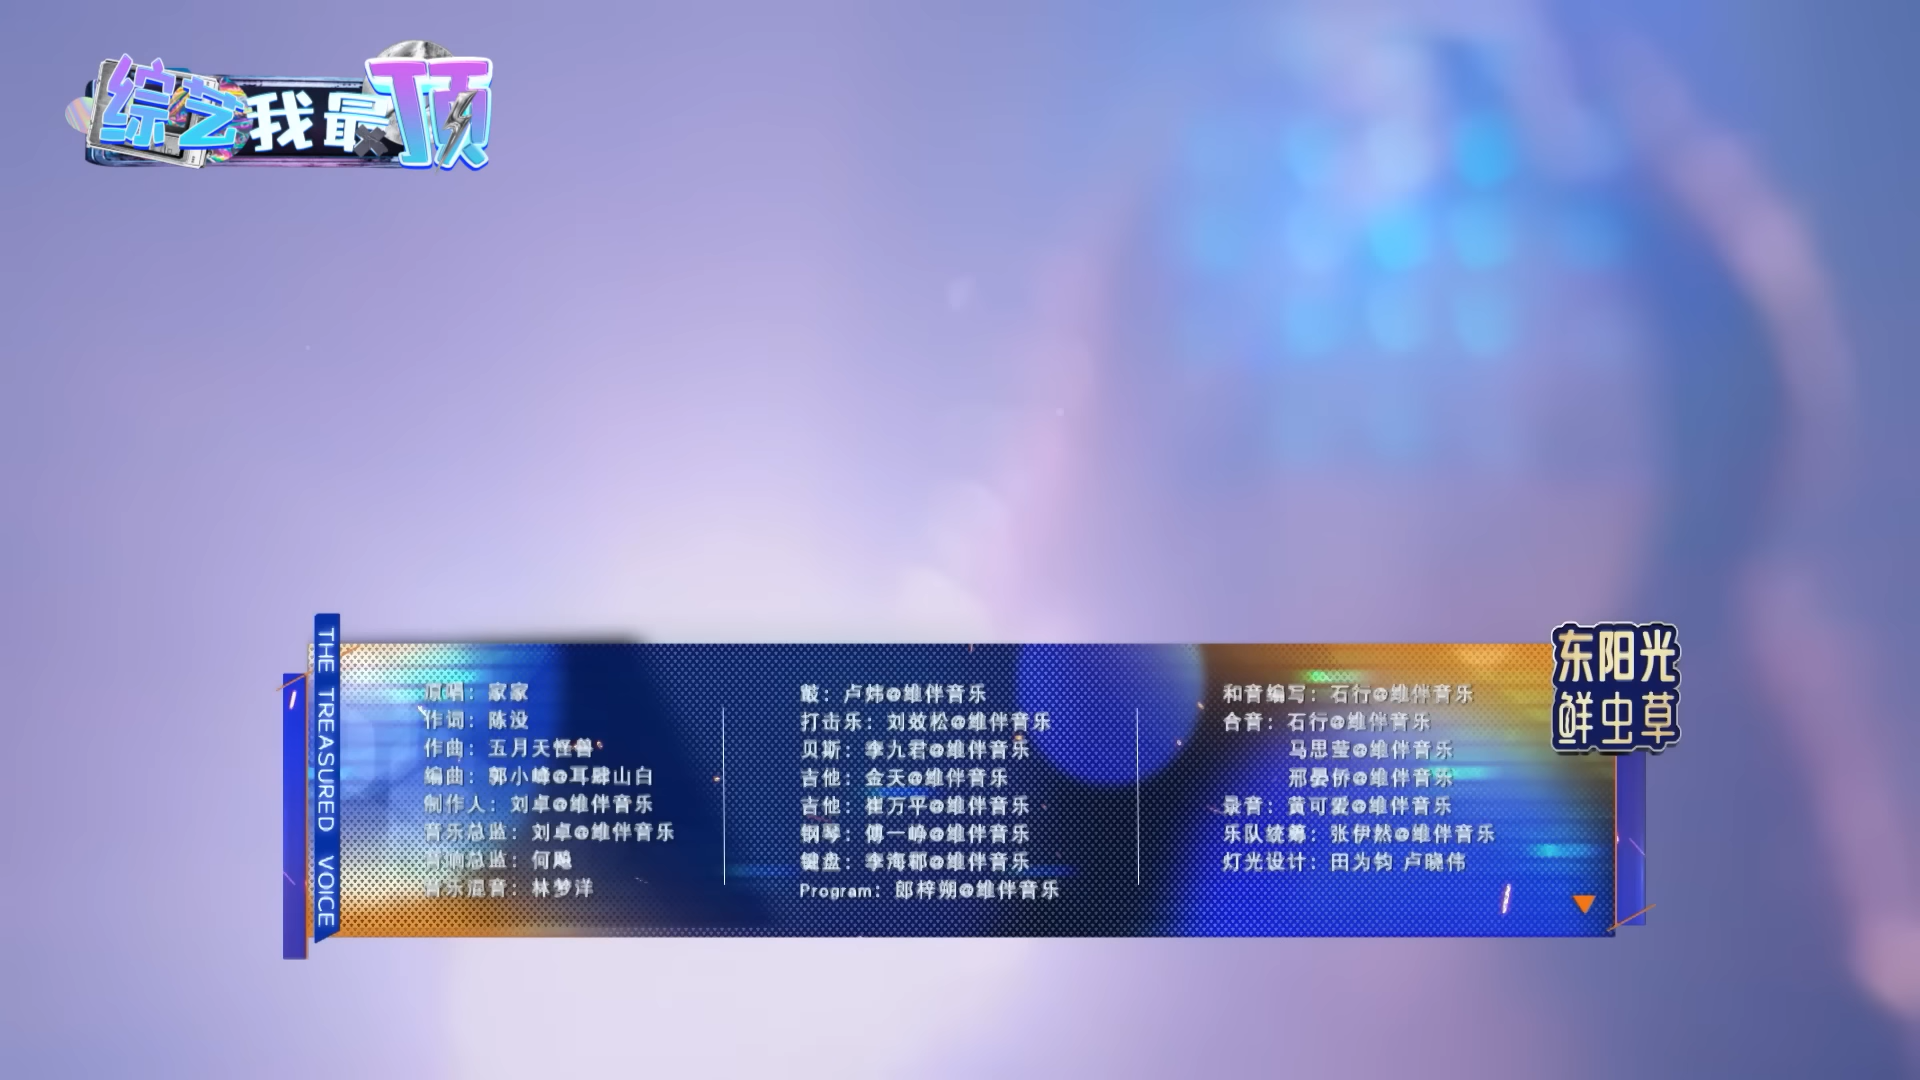 综艺我最顶
THE TREASURED VOICE
东阳光
鲜虫草
原唱：家家
作词：陈没
作曲：五月天怪兽
编曲：郭小峰@耳肆山白
制作人：刘卓@维伴音乐
音乐总监：刘卓@维伴音乐
音响总监：何飚
音乐混音：林梦洋
鼓：卢炜@维伴音乐
打击乐：刘效松@维伴音乐
贝斯：李九君@维伴音乐
吉他：金天@维伴音乐
吉他：崔万平@维伴音乐
钢琴：傅一峥@维伴音乐
键盘：李海郡@维伴音乐
Program：郎梓朔@维伴音乐
和音编写：石行@维伴音乐
合音：石行@维伴音乐
马思莹@维伴音乐
邢晏侨@维伴音乐
录音：黄可爱@维伴音乐
乐队统筹：张伊然@维伴音乐
灯光设计：田为钧 卢晓伟